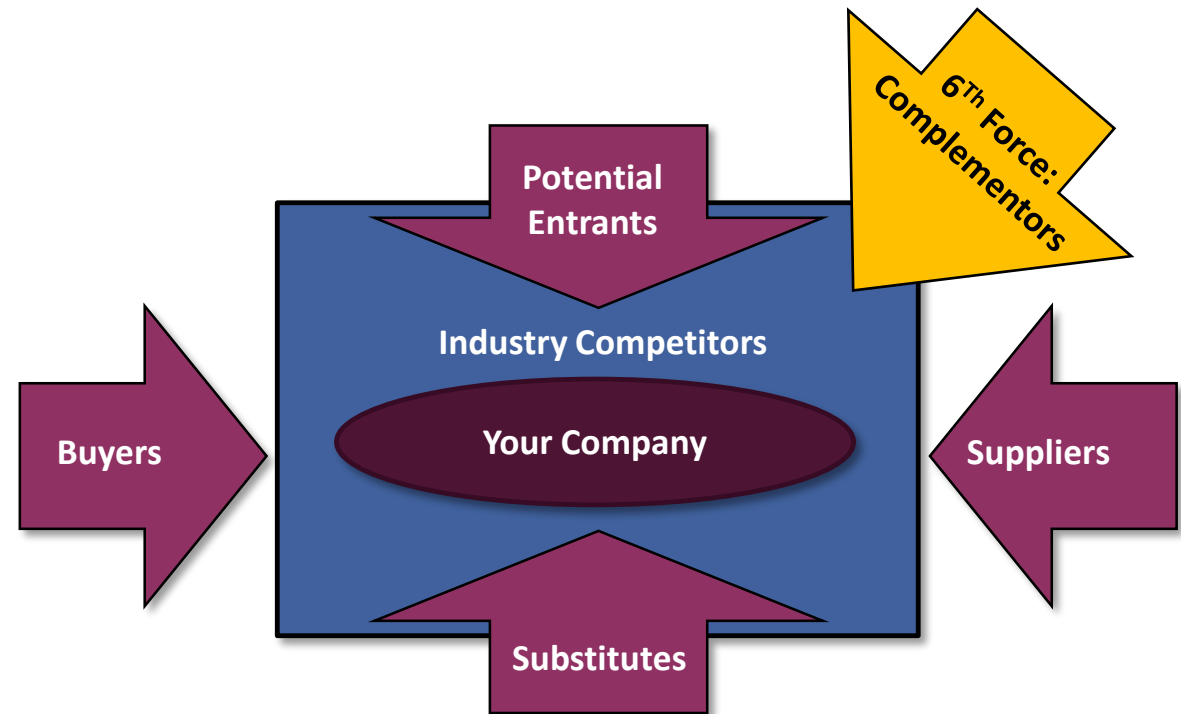 6Th Force:
Complementors
Potential
Entrants
Industry Competitors
Buyers
Your Company
Suppliers
Substitutes